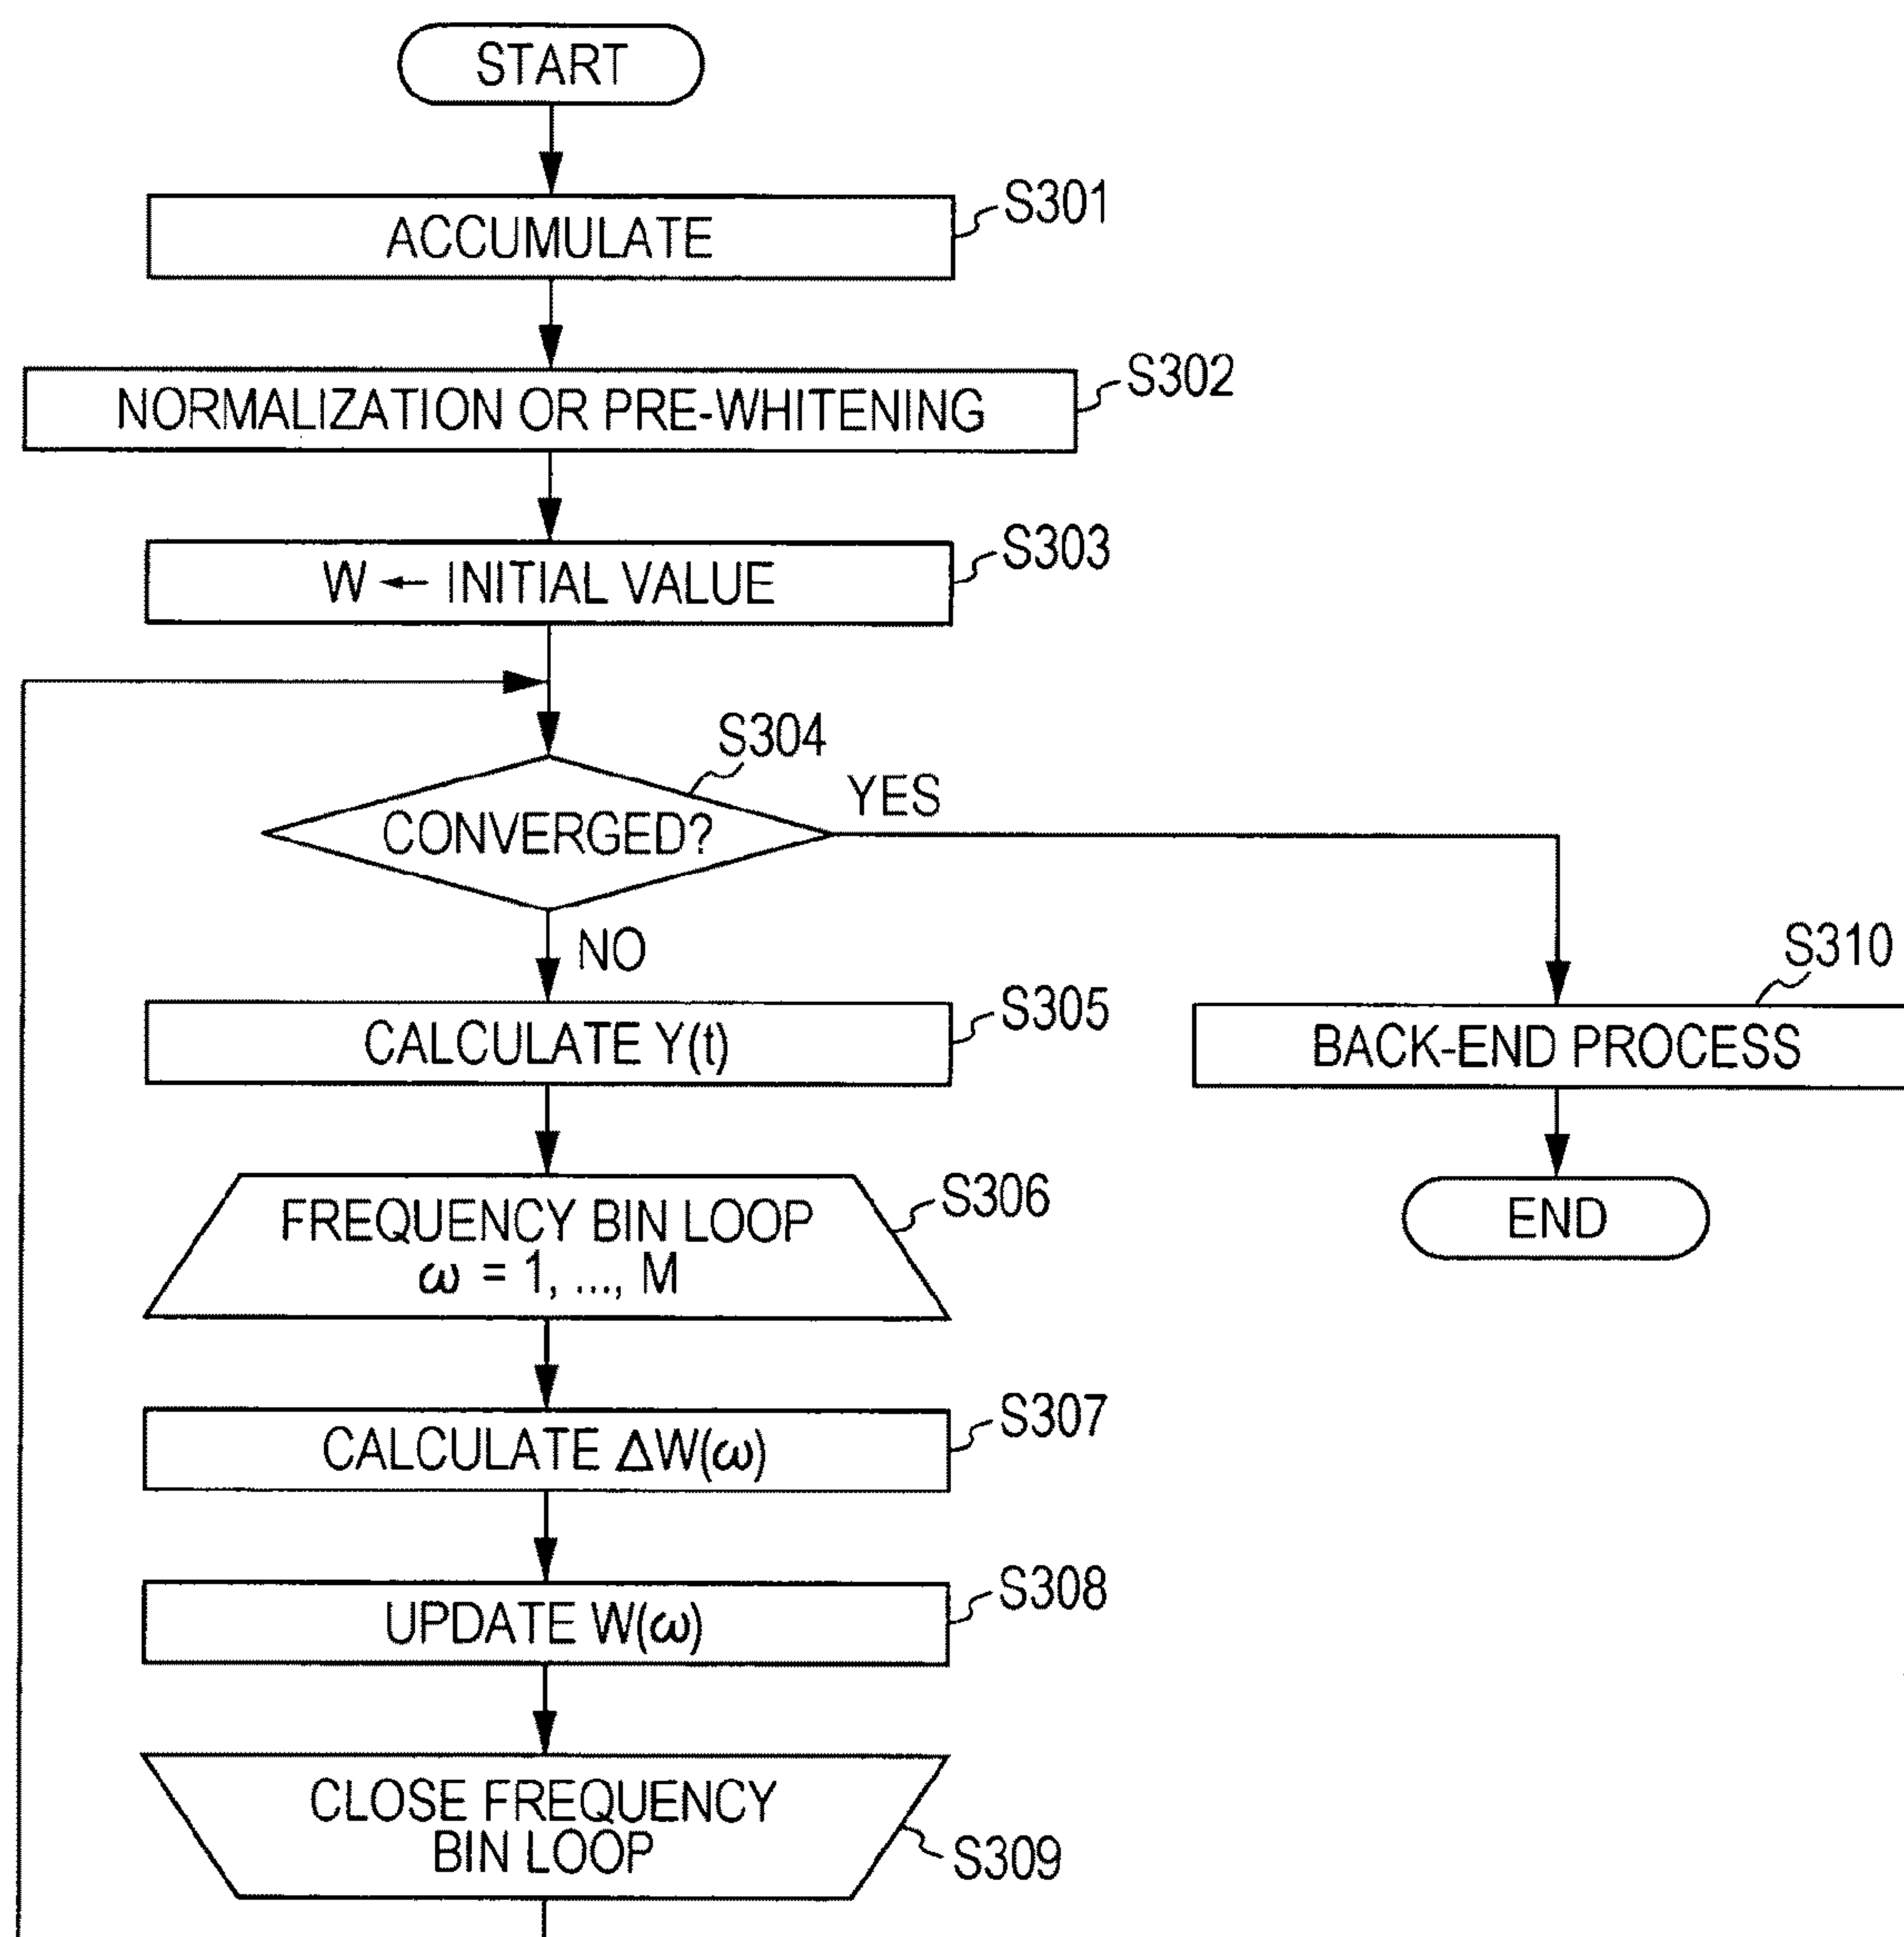 START
ACCUMULATE
S301
NORMALIZATION OR PRE-WHITENING
S302
W ← INITIAL VALUE
S303
S304
CONVERGED?
YES
NO
CALCULATE Y(t)
S305
S310
BACK-END PROCESS
FREQUENCY BIN LOOP
ω = 1, ..., M
S306
END
CALCULATE ΔW(ω)
S307
UPDATE W(ω)
S308
CLOSE FREQUENCY
BIN LOOP
S309